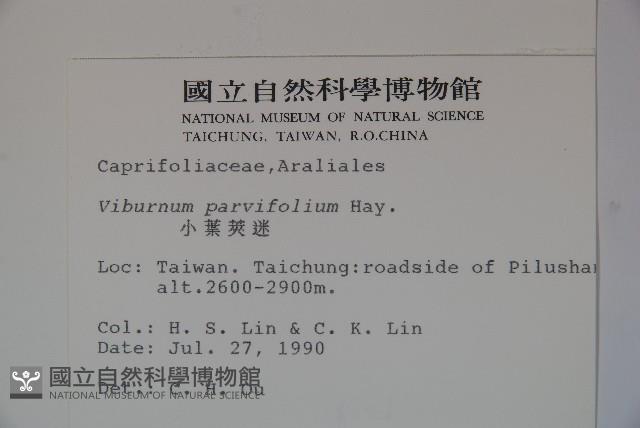 國立自然科學博物館
NATIONAL MUSEUM OF NATURAL SCIENCE
TAICHUNG, TAIWAN, R.O.CHINA
Caprifoliaceae,Araliales
Viburnum parvifolium Hay.
小葉莢迷
Loc: Taiwan. Taichung:roadside of Pilushan
alt.2600-2900m.
Col.: H. S. Lin & C. K. Lin
Date: Jul. 27, 1990
Det.: C. H. Ou
國立自然科學博物館
NATIONAL MUSEUM OF NATURAL SCIENCE